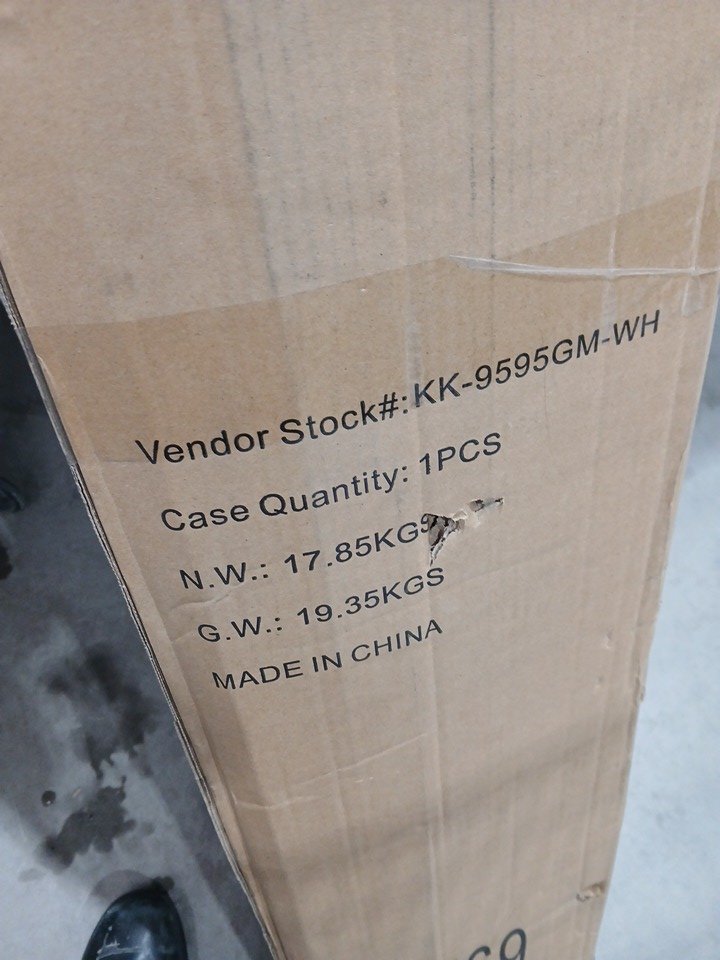 Vendor Stock#: KK-9595GM-WH
Case Quantity: 1PCS
N.W.: 17.85KGS
G.W.: 19.35KGS
MADE IN CHINA